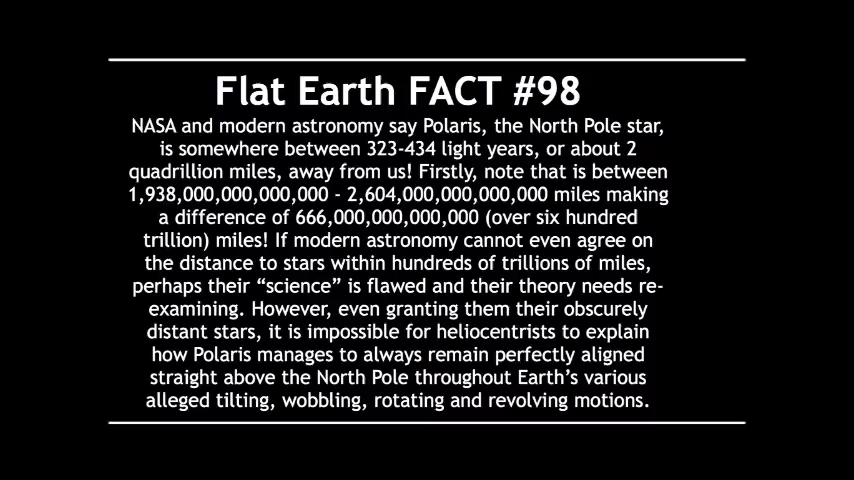 Flat Earth FACT #98
NASA and modern astronomy say Polaris, the North Pole star,
is somewhere between 323-434 light years, or about 2
quadrillion miles, away from us! Firstly, note that is between
1,938,000,000,000,000 - 2,604,000,000,000,000 miles making
a difference of 666,000,000,000,000 (over six hundred
trillion) miles! If modern astronomy cannot even agree on
the distance to stars within hundreds of trillions of miles,
perhaps their “science” is flawed and their theory needs re-
examining. However, even granting them their obscurely
distant stars, it is impossible for heliocentrists to explain
how Polaris manages to always remain perfectly aligned
straight above the North Pole throughout Earth’s various
alleged tilting, wobbling, rotating and revolving motions.